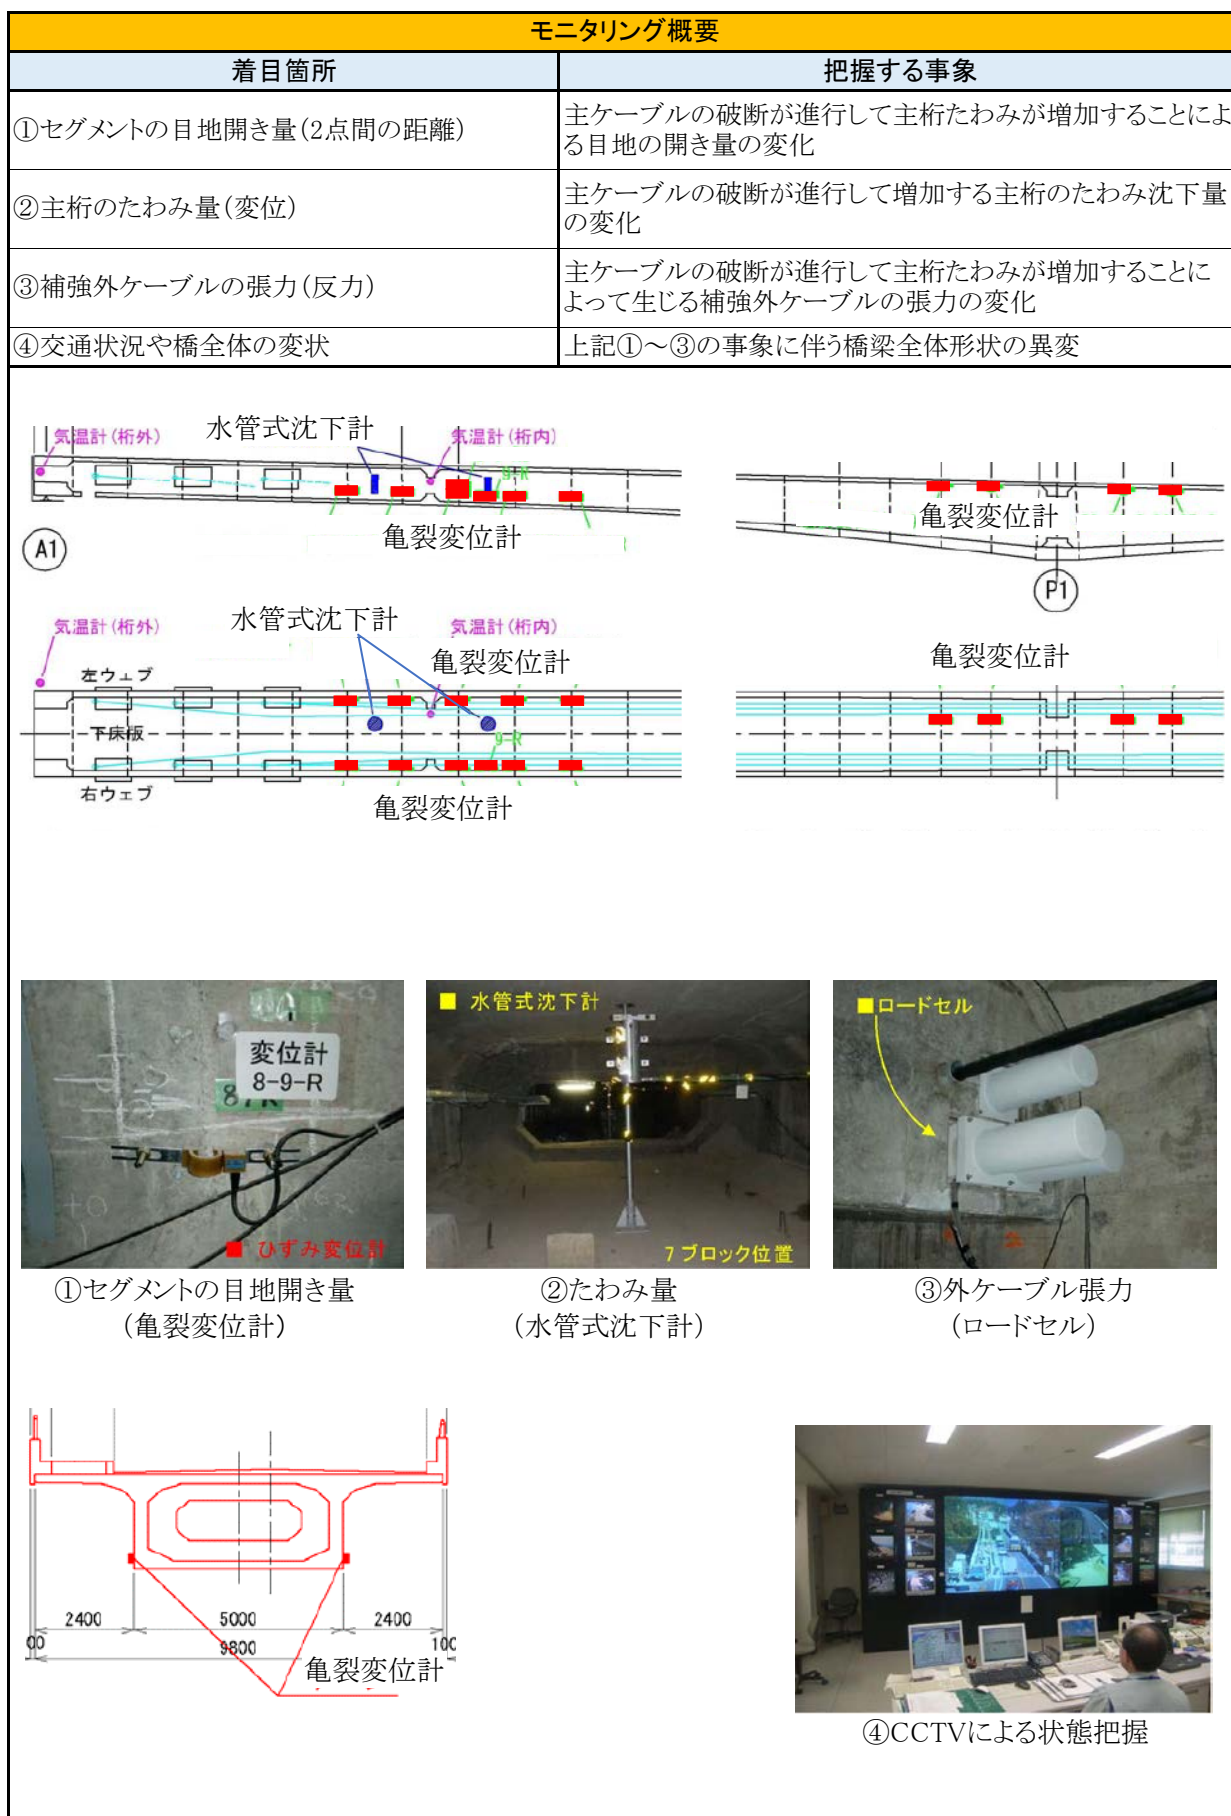 モニタリング概要
着目箇所
把握する事象
①セグメントの目地開き量(2点間の距離)
主ケーブルの破断が進行して主桁たわみが増加することによ
る目地の開き量の変化
②主桁のたわみ量(変位)
主ケーブルの破断が進行して増加する主桁のたわみ沈下量
の変化
③補強外ケーブルの張力(反力)
主ケーブルの破断が進行して主桁たわみが増加することに
よって生じる補強外ケーブルの張力の変化
④交通状況や橋全体の変状
上記①～③の事象に伴う橋梁全体形状の異変
気温計(桁外)
水管式沈下計
気温計(桁内)
9-R
亀裂変位計
A1
亀裂変位計
P1
気温計(桁外)
水管式沈下計
気温計(桁内)
亀裂変位計
左ウェブ
下床版
9-R
右ウェブ
亀裂変位計
亀裂変位計
変位計
8-9-R
87R
■ ひずみ変位計
■ 水管式沈下計
7ブロック位置
■ロードセル
①セグメントの目地開き量
(亀裂変位計)
②たわみ量
(水管式沈下計)
③外ケーブル張力
(ロードセル)
2400
5000
2400
00
9800
100
亀裂変位計
④CCTVによる状態把握